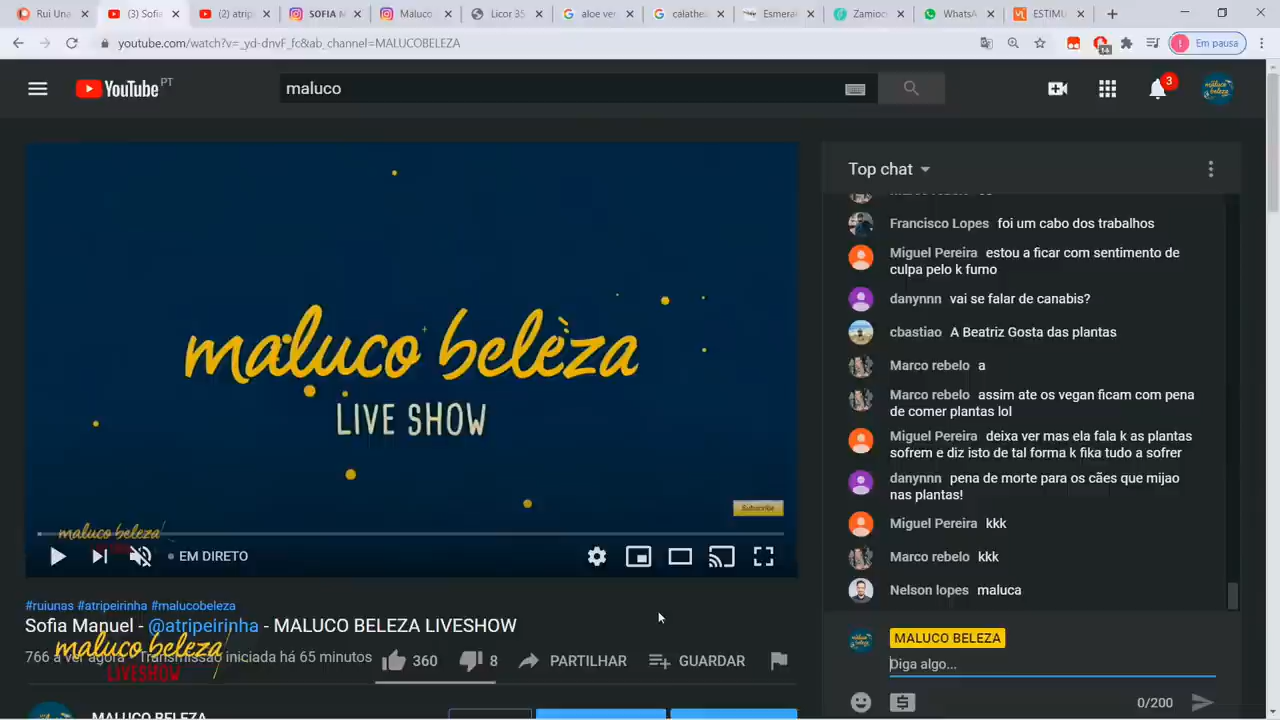 Rui Una
(3) Sofia
(2) atrip
SOFIA M
Maluco
Licor 35
aloe ver
calathea
Esmeral
Zamioc
WhatsA
ESTIMU
youtube.com/watch?v=_yd-dnvF_fc&ab_channel=MALUCOBELEZA
14
Em pausa
YouTube PT
maluco
3
maluco beleza
LIVE SHOW
Subscribe
maluco beleza
EM DIRETO
#ruiunas #atripeirinha #malucobeleza
Sofia Manuel - @atripeirinha - MALUCO BELEZA LIVESHOW
766 a ver agora Transmissão iniciada há 65 minutos
360
8
PARTILHAR
GUARDAR
maluco beleza
LIVESHOW
MALUCO BELEZA
Top chat
Francisco Lopes foi um cabo dos trabalhos
Miguel Pereira estou a ficar com sentimento de
culpa pelo k fumo
danynnn vai se falar de canabis?
cbastiao A Beatriz Gosta das plantas
Marco rebelo a
Marco rebelo assim ate os vegan ficam com pena
de comer plantas lol
Miguel Pereira deixa ver mas ela fala k as plantas
sofrem e diz isto de tal forma k fika tudo a sofrer
danynnn pena de morte para os cães que mijao
nas plantas!
Miguel Pereira kkk
Marco rebelo kkk
Nelson lopes maluca
MALUCO BELEZA
Diga algo...
0/200